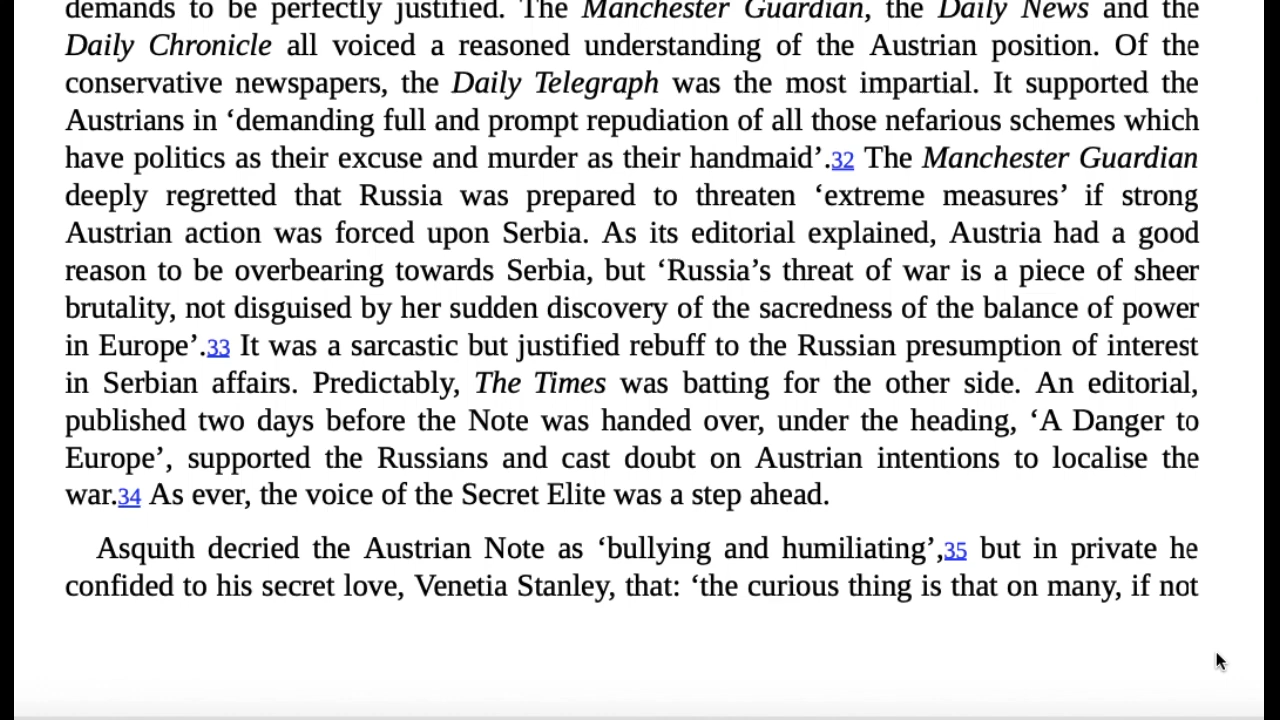 demands to be perfectly justified. The Manchester Guardian, the Daily News and the
Daily Chronicle all voiced a reasoned understanding of the Austrian position. Of the
conservative newspapers, the Daily Telegraph was the most impartial. It supported the
Austrians in ‘demanding full and prompt repudiation of all those nefarious schemes which
have politics as their excuse and murder as their handmaid’.32 The Manchester Guardian
deeply regretted that Russia was prepared to threaten ‘extreme measures’ if strong
Austrian action was forced upon Serbia. As its editorial explained, Austria had a good
reason to be overbearing towards Serbia, but ‘Russia’s threat of war is a piece of sheer
brutality, not disguised by her sudden discovery of the sacredness of the balance of power
in Europe’.33 It was a sarcastic but justified rebuff to the Russian presumption of interest
in Serbian affairs. Predictably, The Times was batting for the other side. An editorial,
published two days before the Note was handed over, under the heading, ‘A Danger to
Europe’, supported the Russians and cast doubt on Austrian intentions to localise the
war.34 As ever, the voice of the Secret Elite was a step ahead.
Asquith decried the Austrian Note as ‘bullying and humiliating’,35 but in private he
confided to his secret love, Venetia Stanley, that: ‘the curious thing is that on many, if not